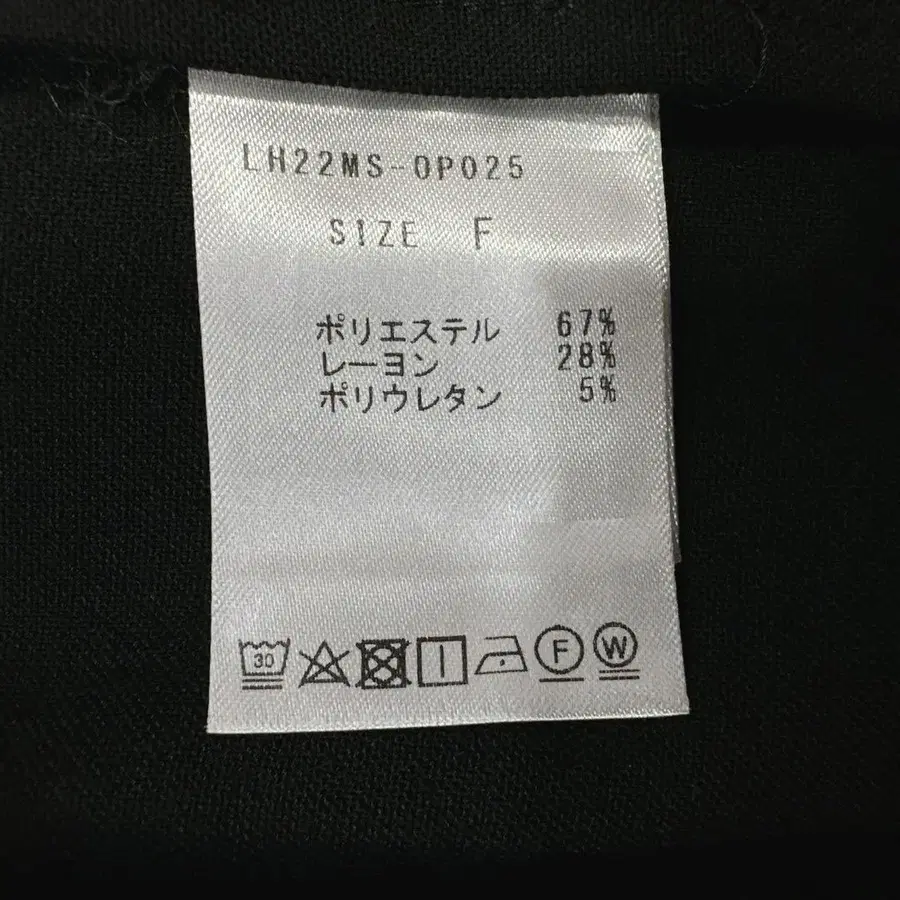 LH22MS-OP025
SIZE F
ポリエステル 67%
レーヨン 28%
ポリウレタン 5%
30 F W